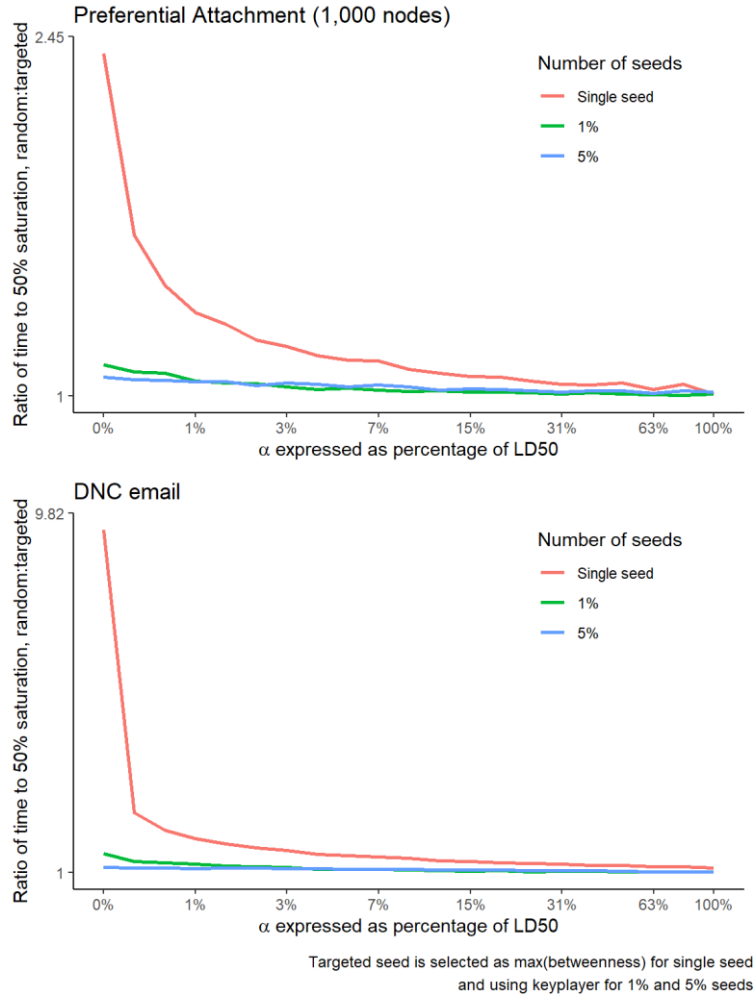 Preferential Attachment (1,000 nodes)
Ratio of time to 50% saturation, random:targeted
2.45
1
Number of seeds
Single seed
1%
5%
0% 1% 3% 7% 15% 31% 63% 100%
α expressed as percentage of LD50
DNC email
Ratio of time to 50% saturation, random:targeted
9.82
1
Number of seeds
Single seed
1%
5%
0% 1% 3% 7% 15% 31% 63% 100%
α expressed as percentage of LD50
Targeted seed is selected as max(betweenness) for single seed
and using keyplayer for 1% and 5% seeds